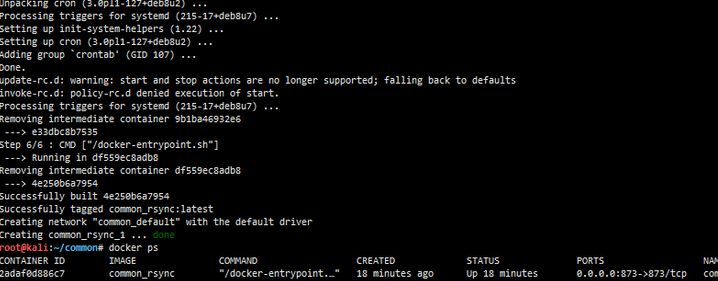 Unpacking cron (3.0pl1-127+deb8u2) ...
Processing triggers for systemd (215-17+deb8u7) ...
Setting up init-system-helpers (1.22) ...
Setting up cron (3.0pl1-127+deb8u2) ...
Adding group `crontab' (GID 107) ...
Done.
update-rc.d: warning: start and stop actions are no longer supported; falling back to defaults
invoke-rc.d: policy-rc.d denied execution of start.
Processing triggers for systemd (215-17+deb8u7) ...
Removing intermediate container 9b1ba46932e6
---> e33dbc8b7535
Step 6/6 : CMD ["/docker-entrypoint.sh"]
---> Running in df559ec8adb8
Removing intermediate container df559ec8adb8
---> 4e250b6a7954
Successfully built 4e250b6a7954
Successfully tagged common_rsync:latest
Creating network "common_default" with the default driver
Creating common_rsync_1 ... done
root@kali:~/common# docker ps
CONTAINER ID IMAGE COMMAND CREATED STATUS PORTS NA
2adaf0d886c7 common_rsync "/docker-entrypoint.…" 18 minutes ago Up 18 minutes 0.0.0.0:873->873/tcp com